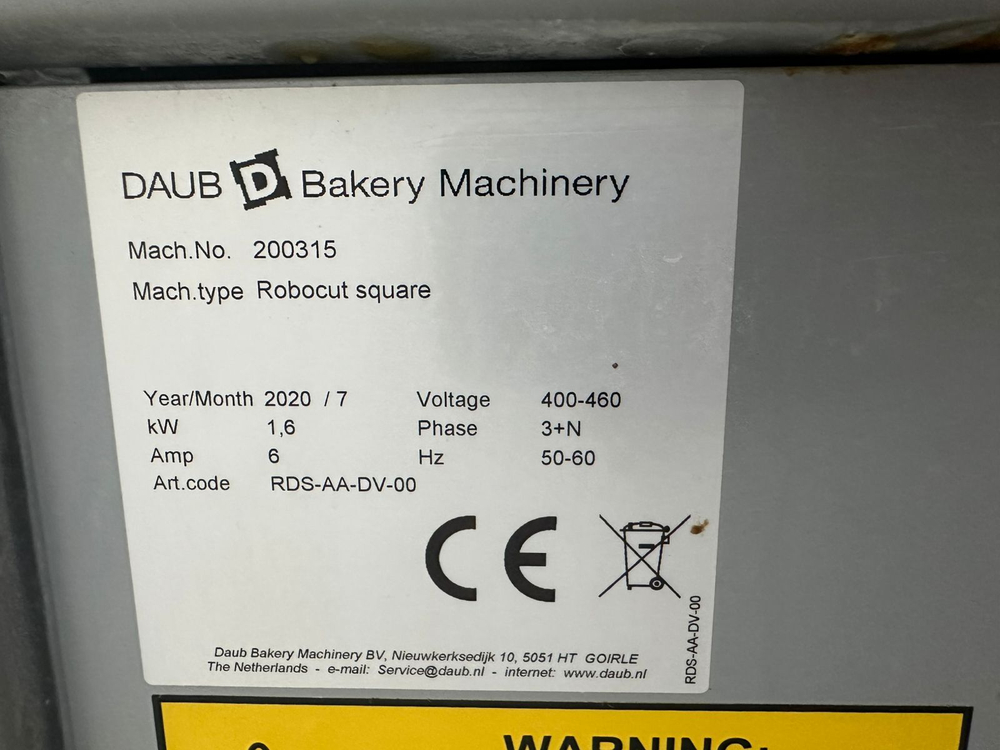 DAUB D Bakery Machinery
Mach.No. 200315
Mach.type Robocut square
Year/Month 2020 / 7 Voltage 400-460
kW 1,6 Phase 3+N
Amp 6 Hz 50-60
Art.code RDS-AA-DV-00
CE
RDS-AA-DV-00
Daub Bakery Machinery BV, Nieuwkerksedijk 10, 5051 HT GOIRLE
The Netherlands - e-mail: Service@daub.nl - internet: www.daub.nl
WARNING: